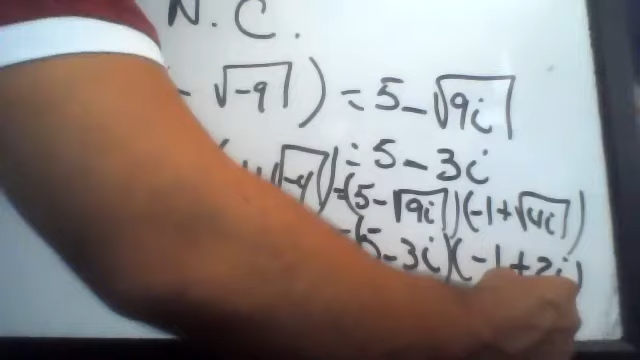 N.C.
- √-9) = 5-√9i
= 5-3i
√-4) = (5-√9i)(-1+√4i)
= (5-3i)(-1+2i)